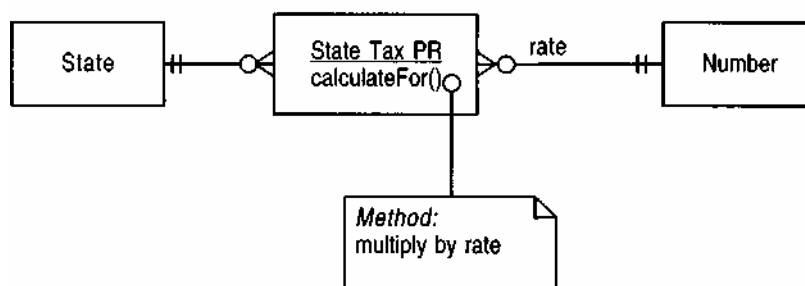 State
State Tax PR
calculateFor()
rate
Number
Method:
multiply by rate